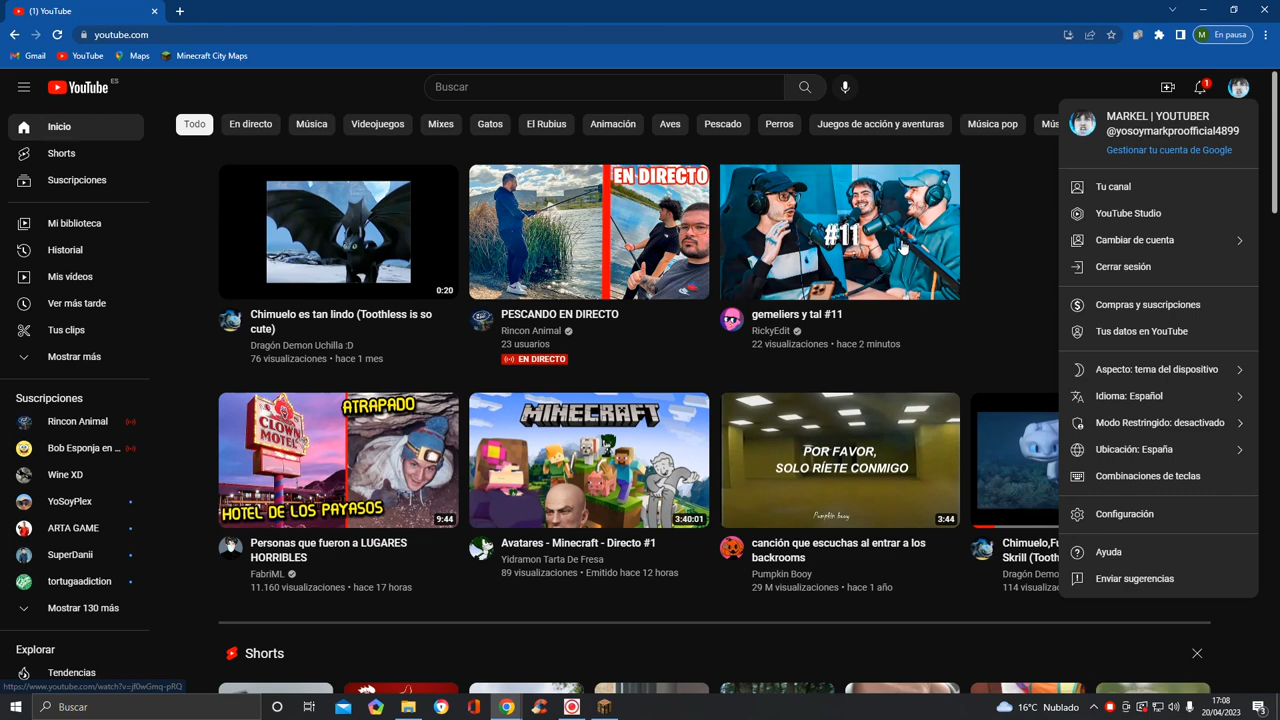 (1) YouTube
youtube.com
En pausa
M
Gmail
YouTube
Maps
Minecraft City Maps
YouTube ES
Buscar
1
Inicio
Shorts
Suscripciones
Mi biblioteca
Historial
Mis vídeos
Ver más tarde
Tus clips
Mostrar más
Suscripciones
Rincon Animal
Bob Esponja en ...
Wine XD
YoSoyPlex
ARTA GAME
SuperDanii
tortugaadiction
Mostrar 130 más
Explorar
Tendencias
https://www.youtube.com/watch?v=jf0wGmq-pRQ
Todo
En directo
Música
Videojuegos
Mixes
Gatos
El Rubius
Animación
Aves
Pescado
Perros
Juegos de acción y aventuras
Música pop
Mús
0:20
Chimuelo es tan lindo (Toothless is so
cute)
Dragón Demon Uchilla :D
76 visualizaciones • hace 1 mes
EN DIRECTO
PESCANDO EN DIRECTO
Rincon Animal
23 usuarios
EN DIRECTO
#11
gemeliers y tal #11
RickyEdit
22 visualizaciones • hace 2 minutos
ATRAPADO
CLOWN
MOTEL
HOTEL DE LOS PAYASOS
9:44
Personas que fueron a LUGARES
HORRIBLES
FabriML
11.160 visualizaciones • hace 17 horas
MINECRAFT
3:40:01
Avatares - Minecraft - Directo #1
Yidramon Tarta De Fresa
89 visualizaciones • Emitido hace 12 horas
POR FAVOR,
SOLO RÍETE CONMIGO
Pumpkin booy
3:44
canción que escuchas al entrar a los
backrooms
Pumpkin Booy
29 M visualizaciones • hace 1 año
Chimuelo,Fu
Skrill (Tooth
Dragón Demo
114 visualiza
Shorts
MARKEL | YOUTUBER
@yosoymarkproofficial4899
Gestionar tu cuenta de Google
Tu canal
YouTube Studio
Cambiar de cuenta
Cerrar sesión
Compras y suscripciones
Tus datos en YouTube
Aspecto: tema del dispositivo
Idioma: Español
Modo Restringido: desactivado
Ubicación: España
Combinaciones de teclas
Configuración
Ayuda
Enviar sugerencias
Buscar
16°C Nublado
17:08
20/04/2023